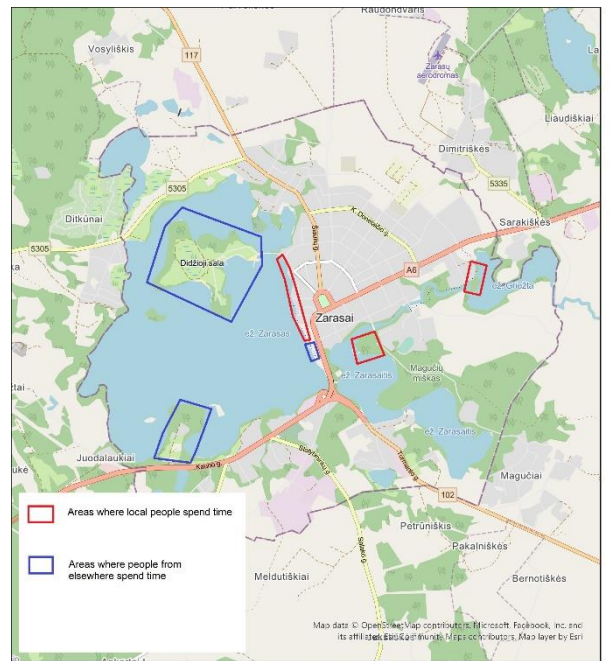 Raudondvaris
Vosyliškis
117
La
Zarasų
aerodromas
Liaudiškiai
Dimitriškės
5335
5305
Ditkūnai
K. Donelaičio g.
Sarakiškės
Šiaulių g.
5305
Didžioji sala
A6
ež. Griežta
Zarasai
ež. Zarasas
ež. Zarasaitis
Magučių
miškas
ež. Zarasaitis
Juodalaukiai
Kauno g.
Magučiai
102
Areas where local people spend time
Petrūniškis
Pakalniškės
Areas people from
elsewhere spend time
Meldutiškiai
Bernotiškės
Map data © OpenStreetMap contributors, Microsoft, Facebook, Inc. and
its affiliates, Esri Community Maps contributors, Map layer by Esri